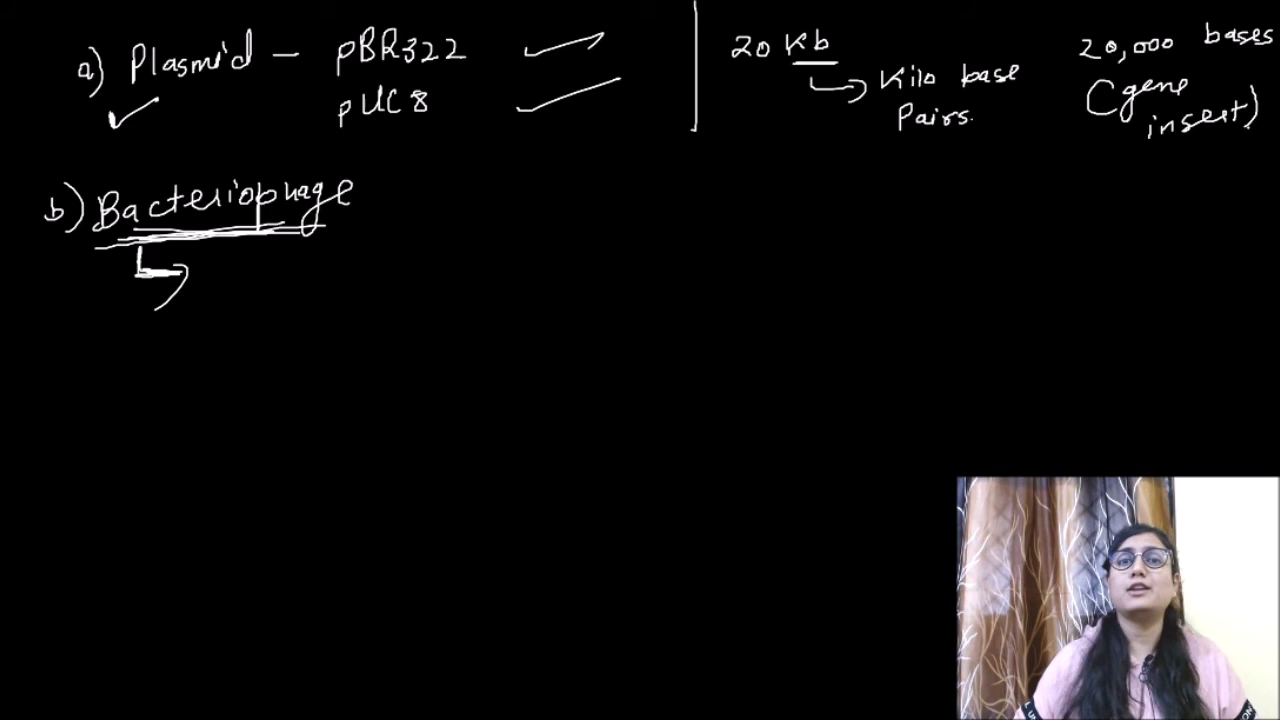 a) Plasmid - pBR322
pUC8
20 Kb
Kilo base
Pairs.
20,000 bases
(gene
insert)
b) Bacteriophage